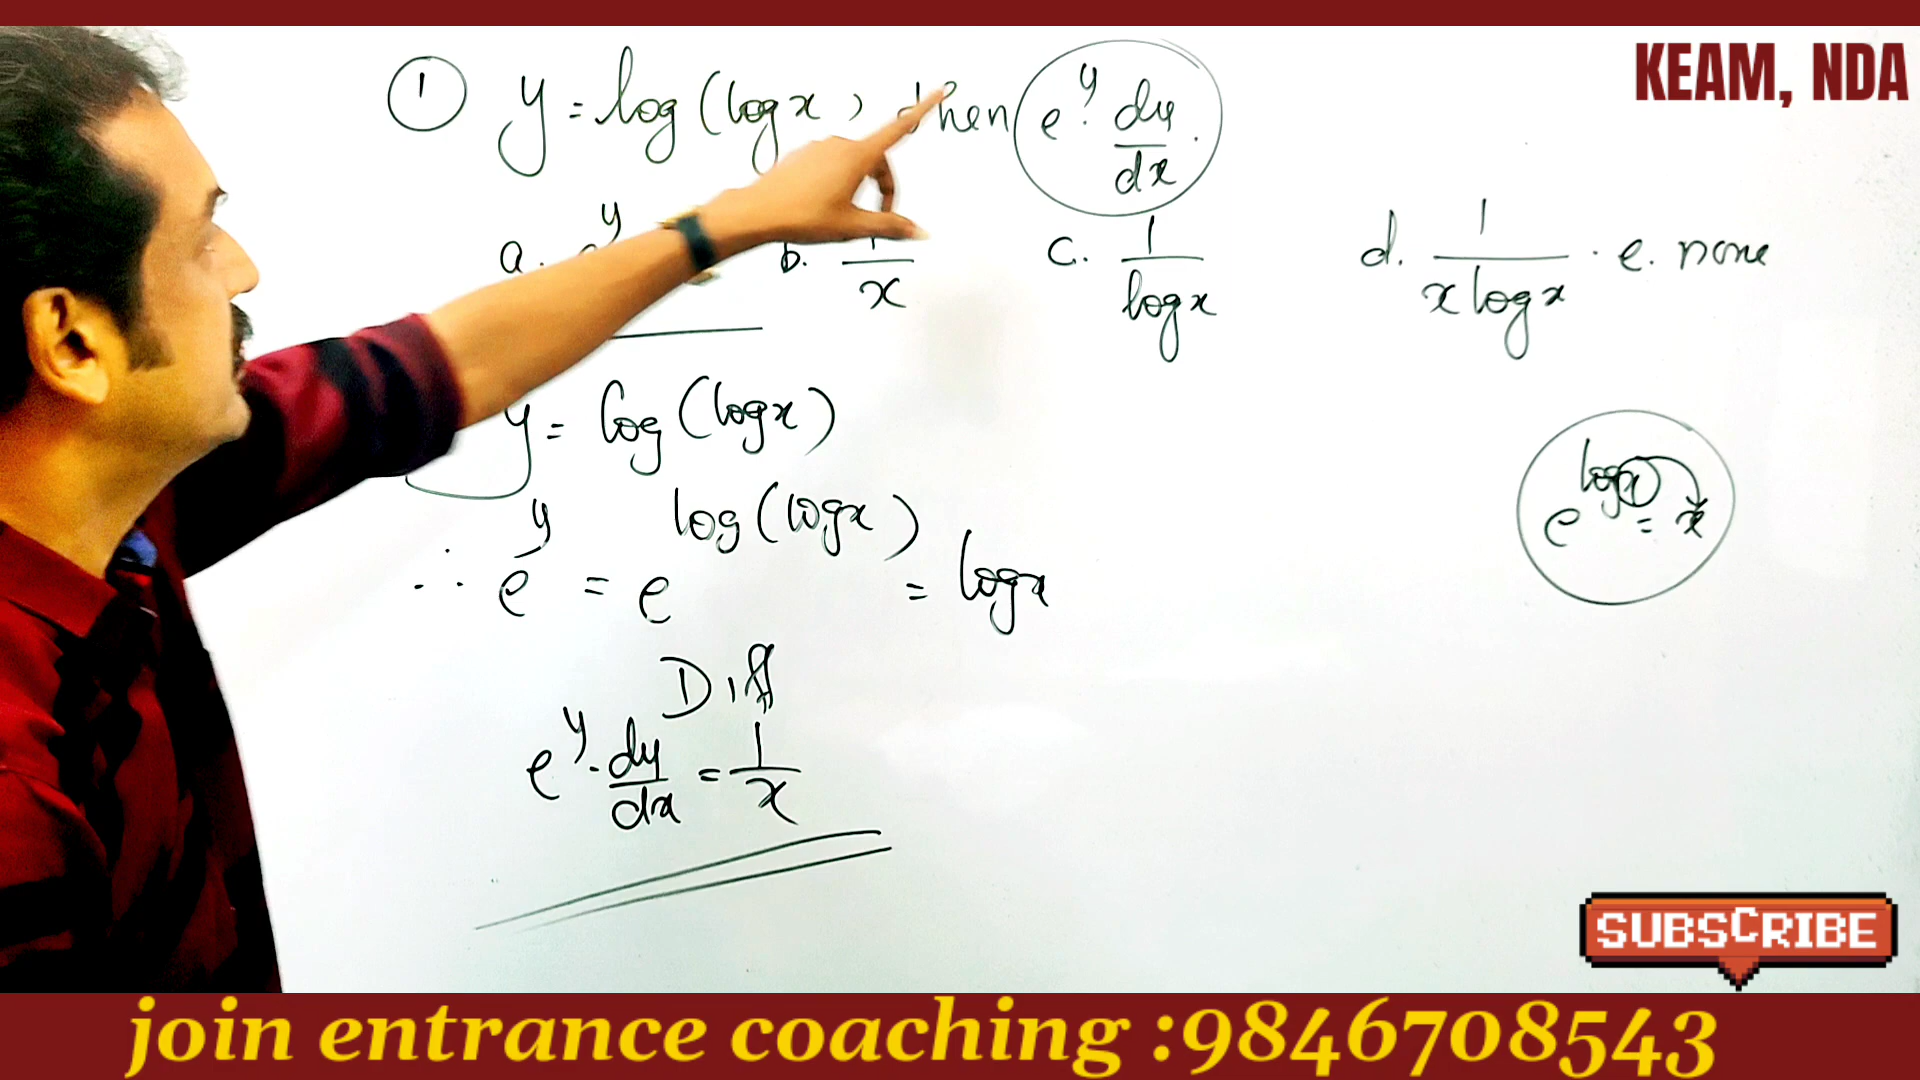 KEAM, NDA
① y = log (log x) then e^y . dy/dx .
a. e^y b. 1/x c. 1/log x d. 1/(x log x) . e. none
y = log (log x)
∴ e^y = e^log (log x) = log x
e^log x = x
Diff
e^y . dy/dx = 1/x
SUBSCRIBE
join entrance coaching :9846708543